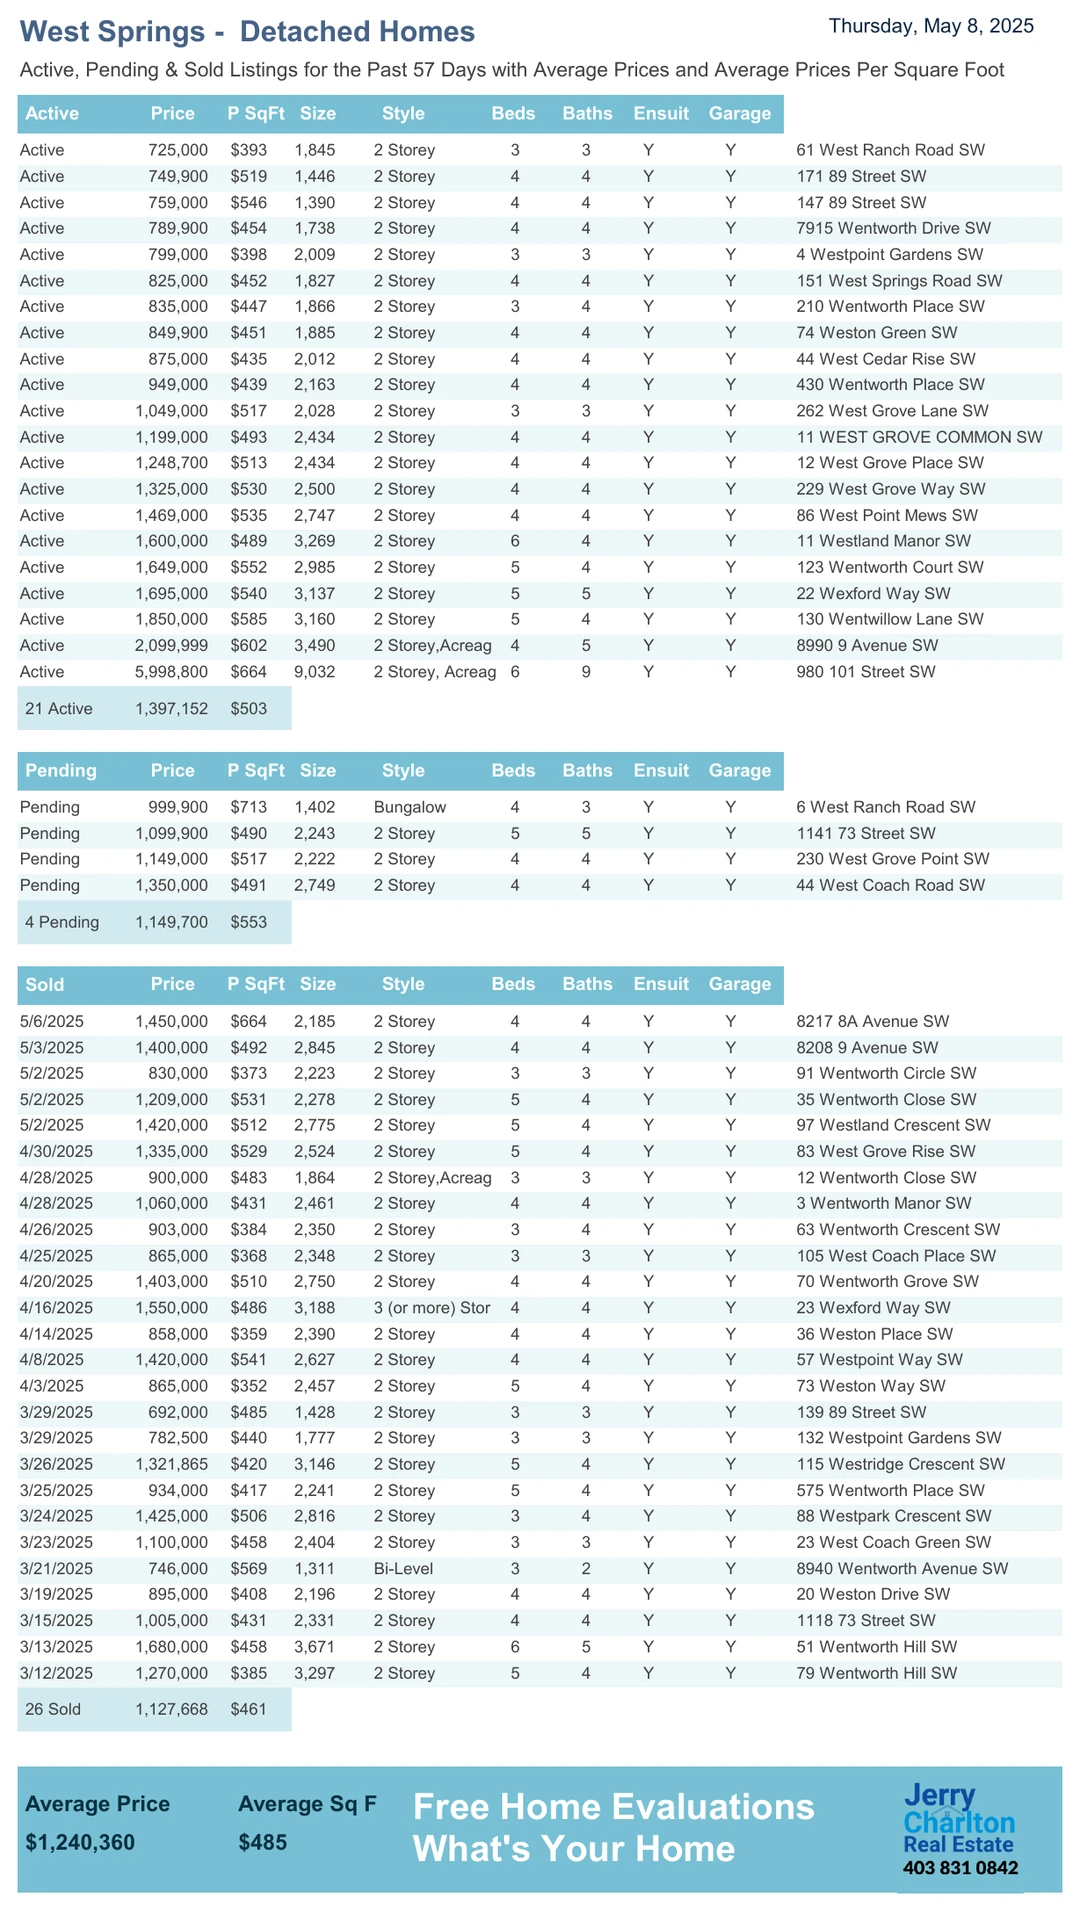 West Springs - Detached Homes
Thursday, May 8, 2025
Active, Pending & Sold Listings for the Past 57 Days with Average Prices and Average Prices Per Square Foot
Active Price P SqFt Size Style Beds Baths Ensuit Garage
Active 725,000 $393 1,845 2 Storey 3 3 Y Y 61 West Ranch Road SW
Active 749,900 $519 1,446 2 Storey 4 4 Y Y 171 89 Street SW
Active 759,000 $546 1,390 2 Storey 4 4 Y Y 147 89 Street SW
Active 789,900 $454 1,738 2 Storey 4 4 Y Y 7915 Wentworth Drive SW
Active 799,000 $398 2,009 2 Storey 3 3 Y Y 4 Westpoint Gardens SW
Active 825,000 $452 1,827 2 Storey 4 4 Y Y 151 West Springs Road SW
Active 835,000 $447 1,866 2 Storey 3 4 Y Y 210 Wentworth Place SW
Active 849,900 $451 1,885 2 Storey 4 4 Y Y 74 Weston Green SW
Active 875,000 $435 2,012 2 Storey 4 4 Y Y 44 West Cedar Rise SW
Active 949,000 $439 2,163 2 Storey 4 4 Y Y 430 Wentworth Place SW
Active 1,049,000 $517 2,028 2 Storey 3 3 Y Y 262 West Grove Lane SW
Active 1,199,000 $493 2,434 2 Storey 4 4 Y Y 11 WEST GROVE COMMON SW
Active 1,248,700 $513 2,434 2 Storey 4 4 Y Y 12 West Grove Place SW
Active 1,325,000 $530 2,500 2 Storey 4 4 Y Y 229 West Grove Way SW
Active 1,469,000 $535 2,747 2 Storey 4 4 Y Y 86 West Point Mews SW
Active 1,600,000 $489 3,269 2 Storey 6 4 Y Y 11 Westland Manor SW
Active 1,649,000 $552 2,985 2 Storey 5 4 Y Y 123 Wentworth Court SW
Active 1,695,000 $540 3,137 2 Storey 5 5 Y Y 22 Wexford Way SW
Active 1,850,000 $585 3,160 2 Storey 5 4 Y Y 130 Wentwillow Lane SW
Active 2,099,999 $602 3,490 2 Storey,Acreag 4 5 Y Y 8990 9 Avenue SW
Active 5,998,800 $664 9,032 2 Storey, Acreag 6 9 Y Y 980 101 Street SW
21 Active 1,397,152 $503
Pending Price P SqFt Size Style Beds Baths Ensuit Garage
Pending 999,900 $713 1,402 Bungalow 4 3 Y Y 6 West Ranch Road SW
Pending 1,099,900 $490 2,243 2 Storey 5 5 Y Y 1141 73 Street SW
Pending 1,149,000 $517 2,222 2 Storey 4 4 Y Y 230 West Grove Point SW
Pending 1,350,000 $491 2,749 2 Storey 4 4 Y Y 44 West Coach Road SW
4 Pending 1,149,700 $553
Sold Price P SqFt Size Style Beds Baths Ensuit Garage
5/6/2025 1,450,000 $664 2,185 2 Storey 4 4 Y Y 8217 8A Avenue SW
5/3/2025 1,400,000 $492 2,845 2 Storey 4 4 Y Y 8208 9 Avenue SW
5/2/2025 830,000 $373 2,223 2 Storey 3 3 Y Y 91 Wentworth Circle SW
5/2/2025 1,209,000 $531 2,278 2 Storey 5 4 Y Y 35 Wentworth Close SW
5/2/2025 1,420,000 $512 2,775 2 Storey 5 4 Y Y 97 Westland Crescent SW
4/30/2025 1,335,000 $529 2,524 2 Storey 5 4 Y Y 83 West Grove Rise SW
4/28/2025 900,000 $483 1,864 2 Storey,Acreag 3 3 Y Y 12 Wentworth Close SW
4/28/2025 1,060,000 $431 2,461 2 Storey 4 4 Y Y 3 Wentworth Manor SW
4/26/2025 903,000 $384 2,350 2 Storey 3 4 Y Y 63 Wentworth Crescent SW
4/25/2025 865,000 $368 2,348 2 Storey 3 3 Y Y 105 West Coach Place SW
4/20/2025 1,403,000 $510 2,750 2 Storey 4 4 Y Y 70 Wentworth Grove SW
4/16/2025 1,550,000 $486 3,188 3 (or more) Stor 4 4 Y Y 23 Wexford Way SW
4/14/2025 858,000 $359 2,390 2 Storey 4 4 Y Y 36 Weston Place SW
4/8/2025 1,420,000 $541 2,627 2 Storey 4 4 Y Y 57 Westpoint Way SW
4/3/2025 865,000 $352 2,457 2 Storey 5 4 Y Y 73 Weston Way SW
3/29/2025 692,000 $485 1,428 2 Storey 3 3 Y Y 139 89 Street SW
3/29/2025 782,500 $440 1,777 2 Storey 3 3 Y Y 132 Westpoint Gardens SW
3/26/2025 1,321,865 $420 3,146 2 Storey 5 4 Y Y 115 Westridge Crescent SW
3/25/2025 934,000 $417 2,241 2 Storey 5 4 Y Y 575 Wentworth Place SW
3/24/2025 1,425,000 $506 2,816 2 Storey 3 4 Y Y 88 Westpark Crescent SW
3/23/2025 1,100,000 $458 2,404 2 Storey 3 3 Y Y 23 West Coach Green SW
3/21/2025 746,000 $569 1,311 Bi-Level 3 2 Y Y 8940 Wentworth Avenue SW
3/19/2025 895,000 $408 2,196 2 Storey 4 4 Y Y 20 Weston Drive SW
3/15/2025 1,005,000 $431 2,331 2 Storey 4 4 Y Y 1118 73 Street SW
3/13/2025 1,680,000 $458 3,671 2 Storey 6 5 Y Y 51 Wentworth Hill SW
3/12/2025 1,270,000 $385 3,297 2 Storey 5 4 Y Y 79 Wentworth Hill SW
26 Sold 1,127,668 $461
Average Price Average Sq F
$1,240,360 $485
Free Home Evaluations
What's Your Home
Jerry
Charlton
Real Estate
403 831 0842